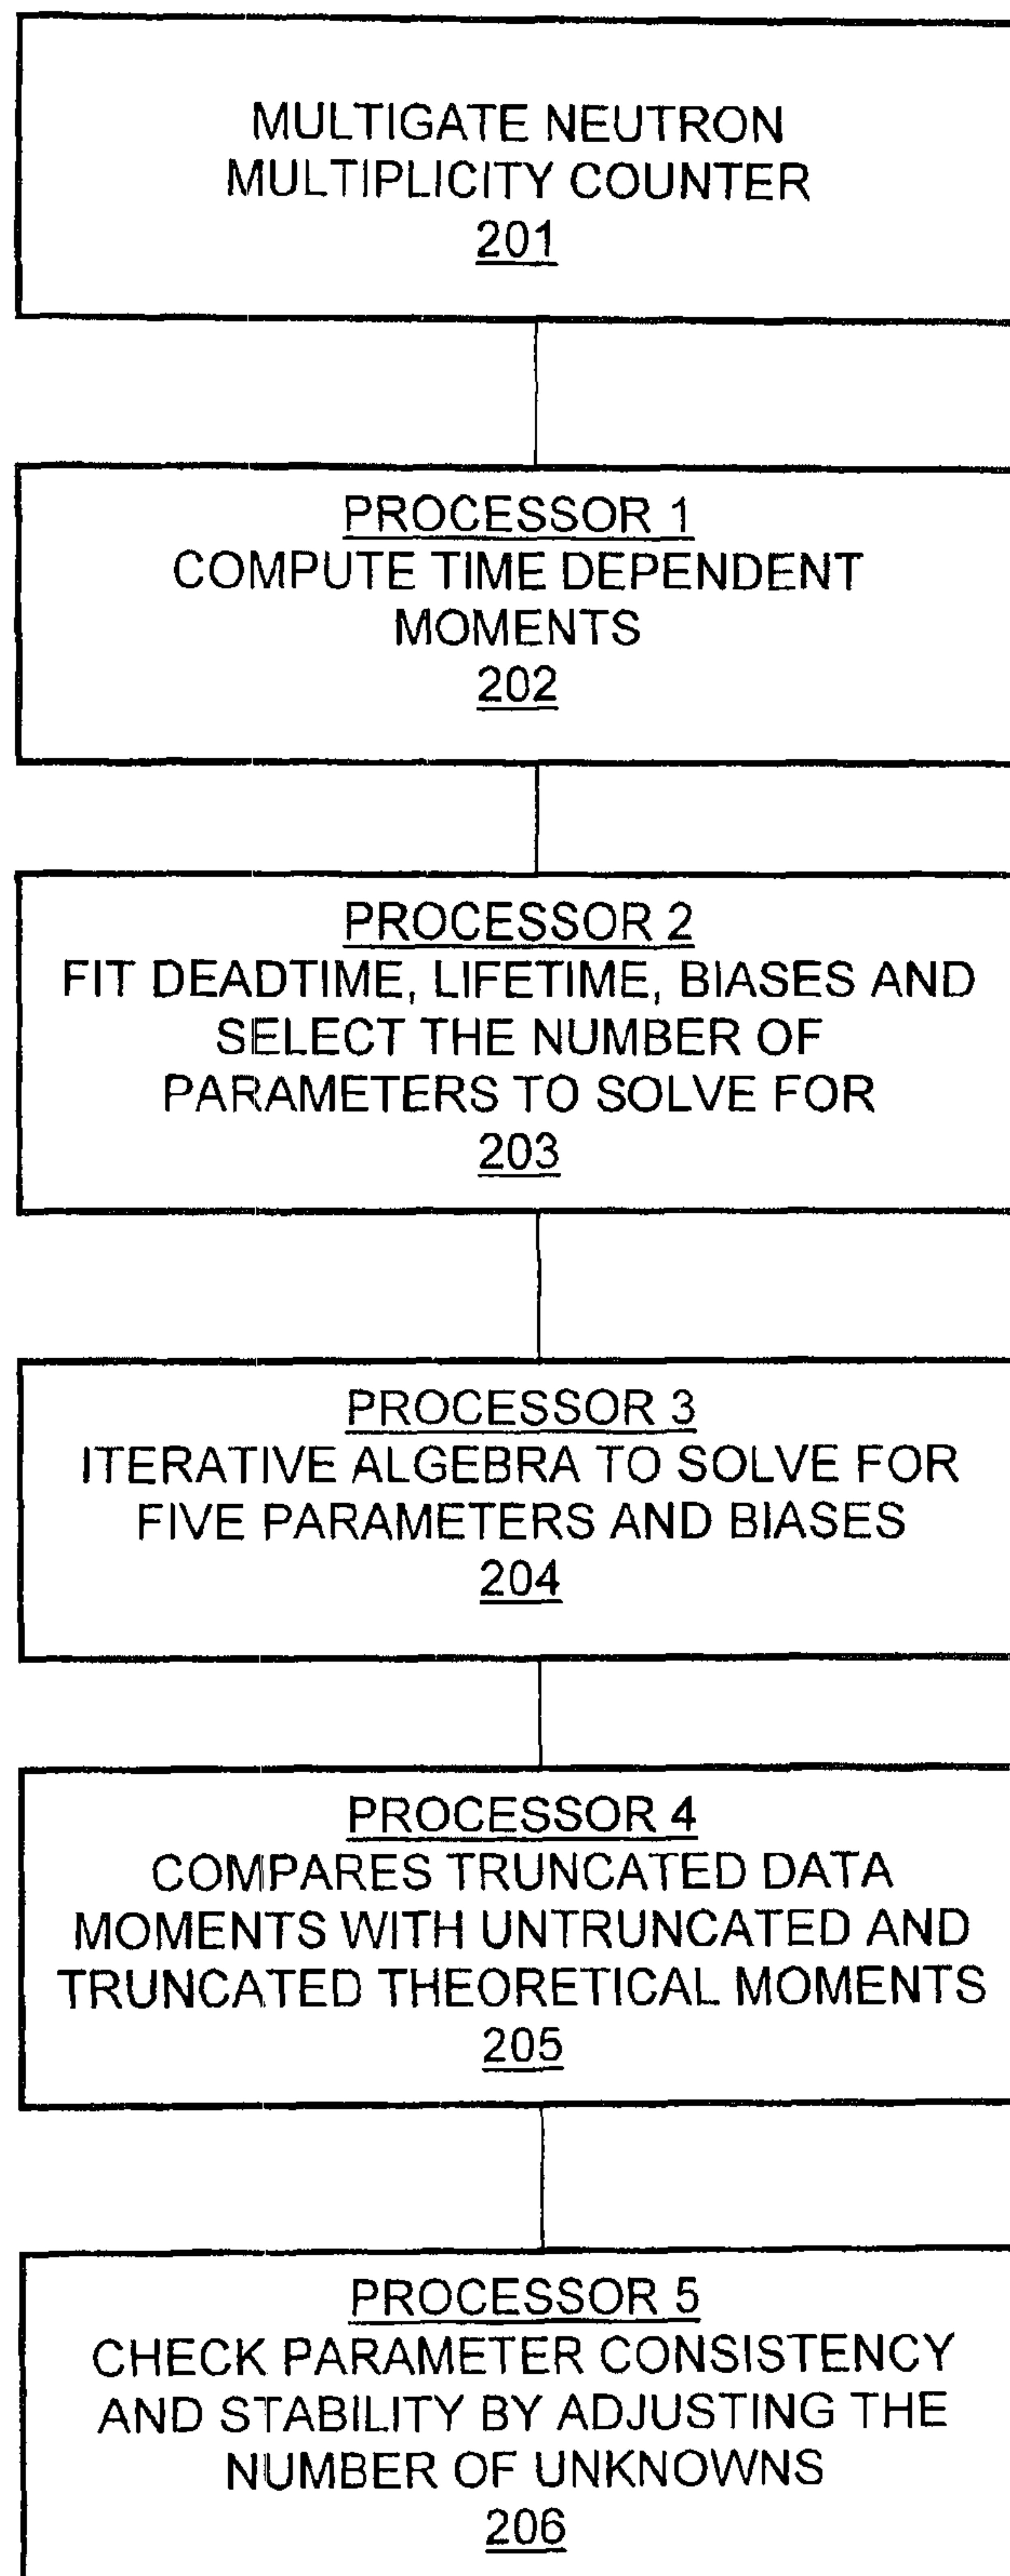 MULTIGATE NEUTRON
MULTIPLICITY COUNTER
201
PROCESSOR 1
COMPUTE TIME DEPENDENT
MOMENTS
202
PROCESSOR 2
FIT DEADTIME, LIFETIME, BIASES AND
SELECT THE NUMBER OF
PARAMETERS TO SOLVE FOR
203
PROCESSOR 3
ITERATIVE ALGEBRA TO SOLVE FOR
FIVE PARAMETERS AND BIASES
204
PROCESSOR 4
COMPARES TRUNCATED DATA
MOMENTS WITH UNTRUNCATED AND
TRUNCATED THEORETICAL MOMENTS
205
PROCESSOR 5
CHECK PARAMETER CONSISTENCY
AND STABILITY BY ADJUSTING THE
NUMBER OF UNKNOWNS
206